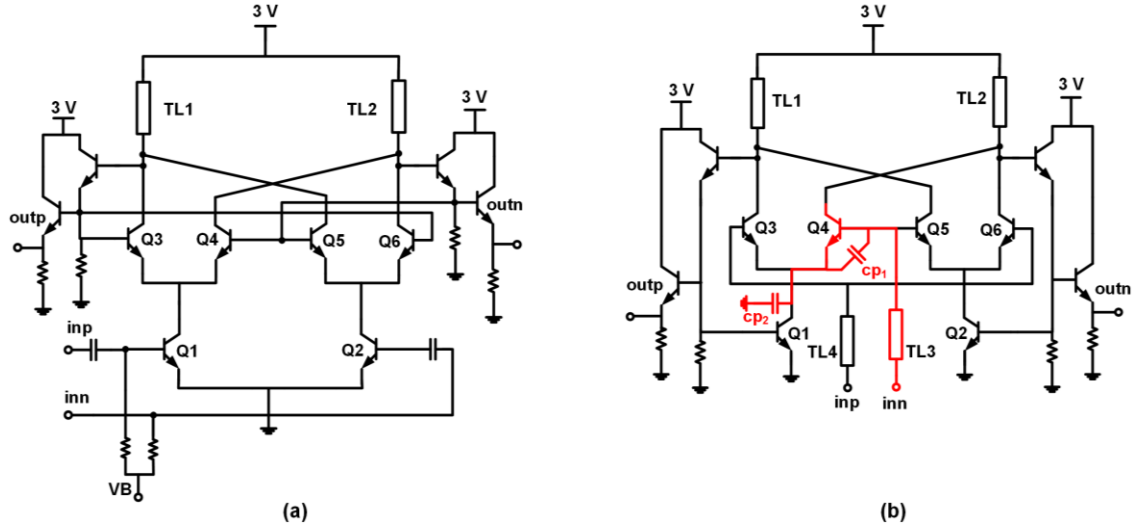 3 V
TL1
TL2
3 V
3 V
outp
outn
Q3
Q4
Q5
Q6
inp
Q1
Q2
inn
VB
(a)
3 V
TL1
TL2
3 V
3 V
Q3
Q4
Q5
Q6
cp1
outp
outn
cp2
Q1
TL4
TL3
Q2
inp
inn
(b)